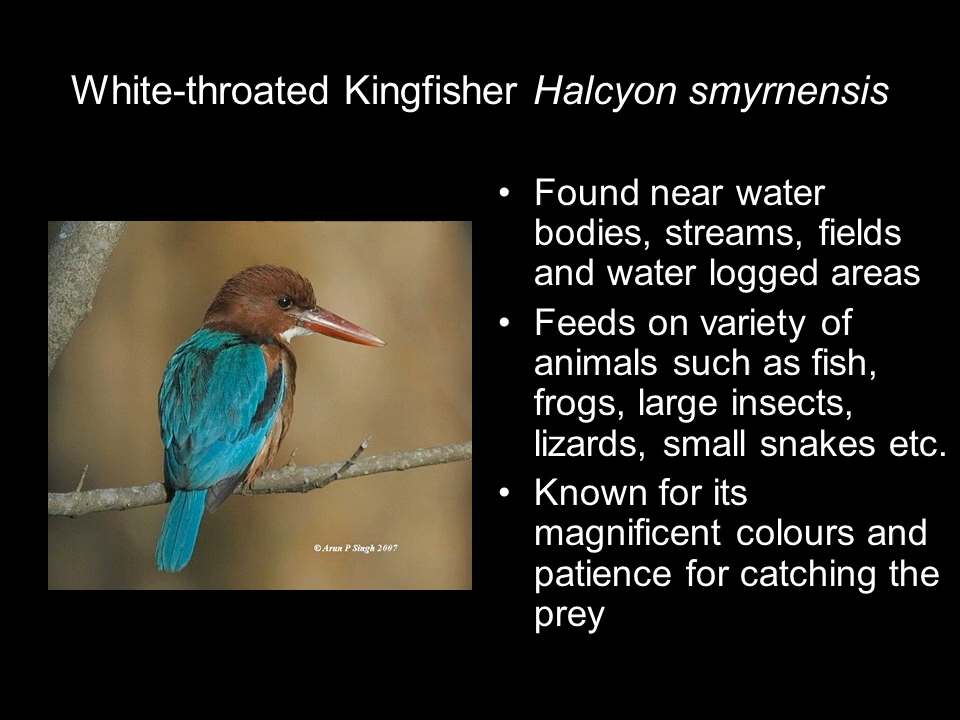 White-throated Kingfisher Halcyon smyrnensis
© Arun P Singh 2007
• Found near water
bodies, streams, fields
and water logged areas
• Feeds on variety of
animals such as fish,
frogs, large insects,
lizards, small snakes etc.
• Known for its
magnificent colours and
patience for catching the
prey